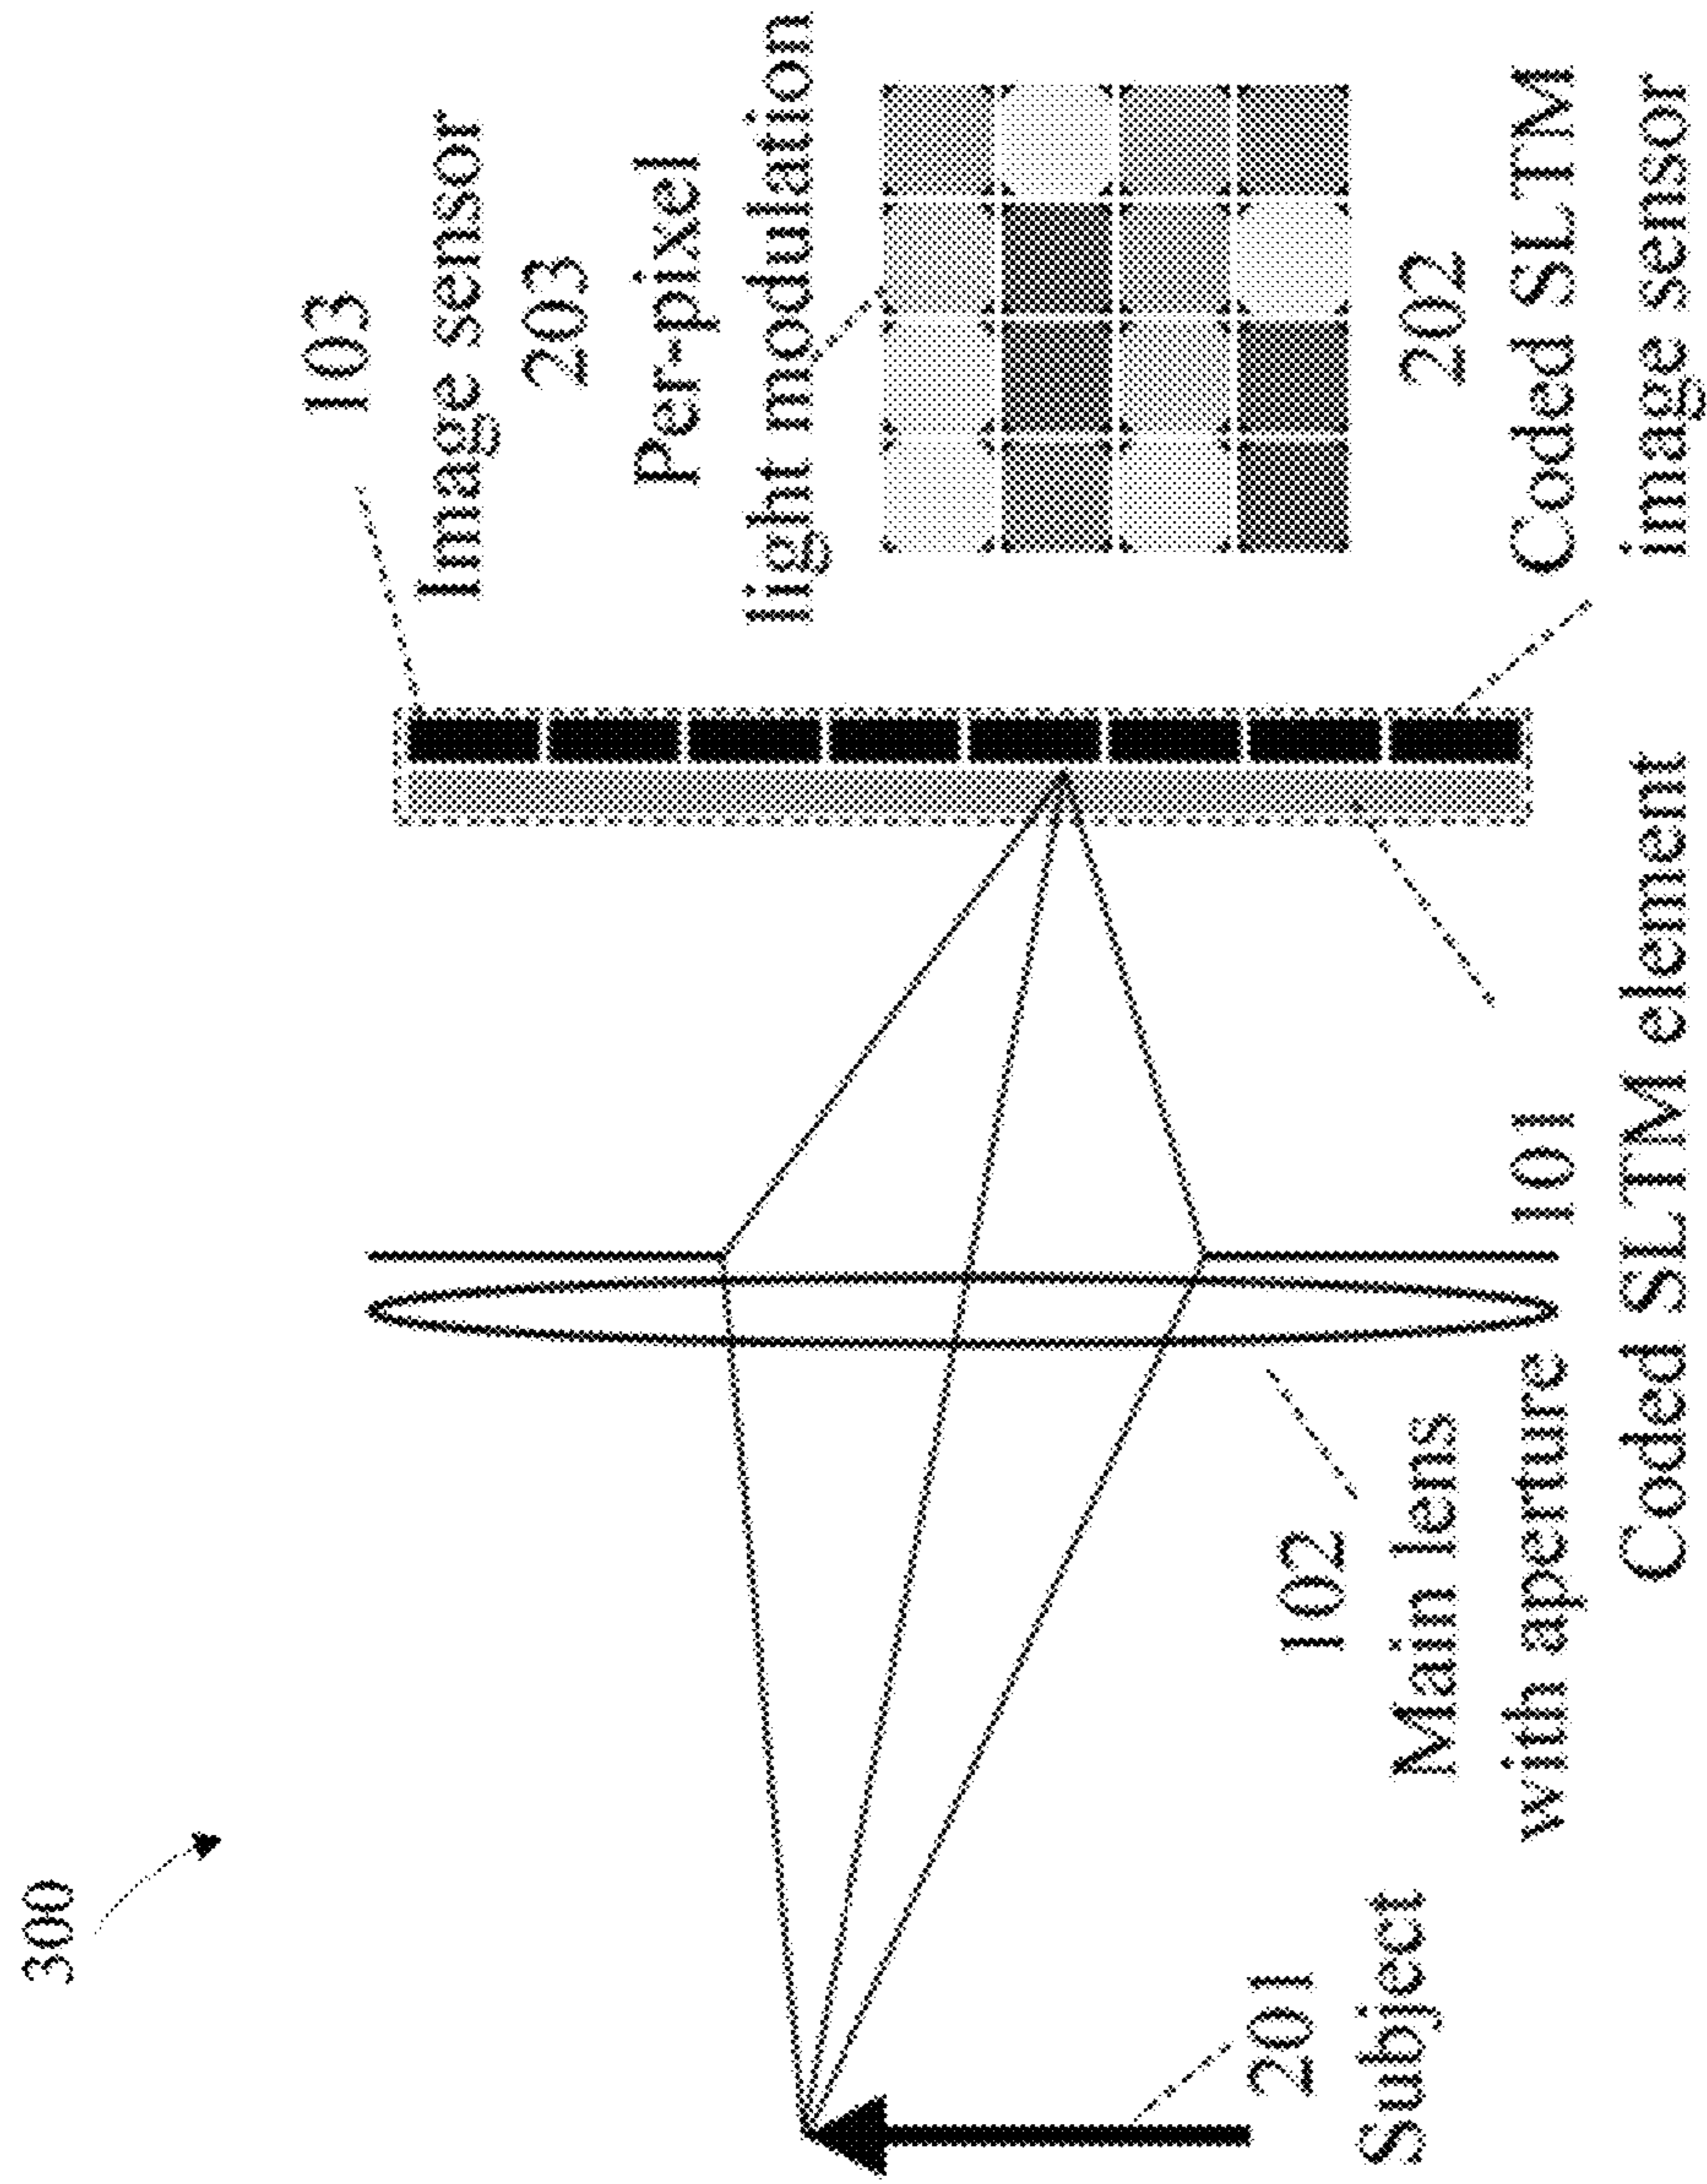 300
103
Image sensor
203
Per-pixel
light modulation
202
Coded SLTM
image sensor
101
Coded SLTM element
102
Main lens
with aperture
201
Subject